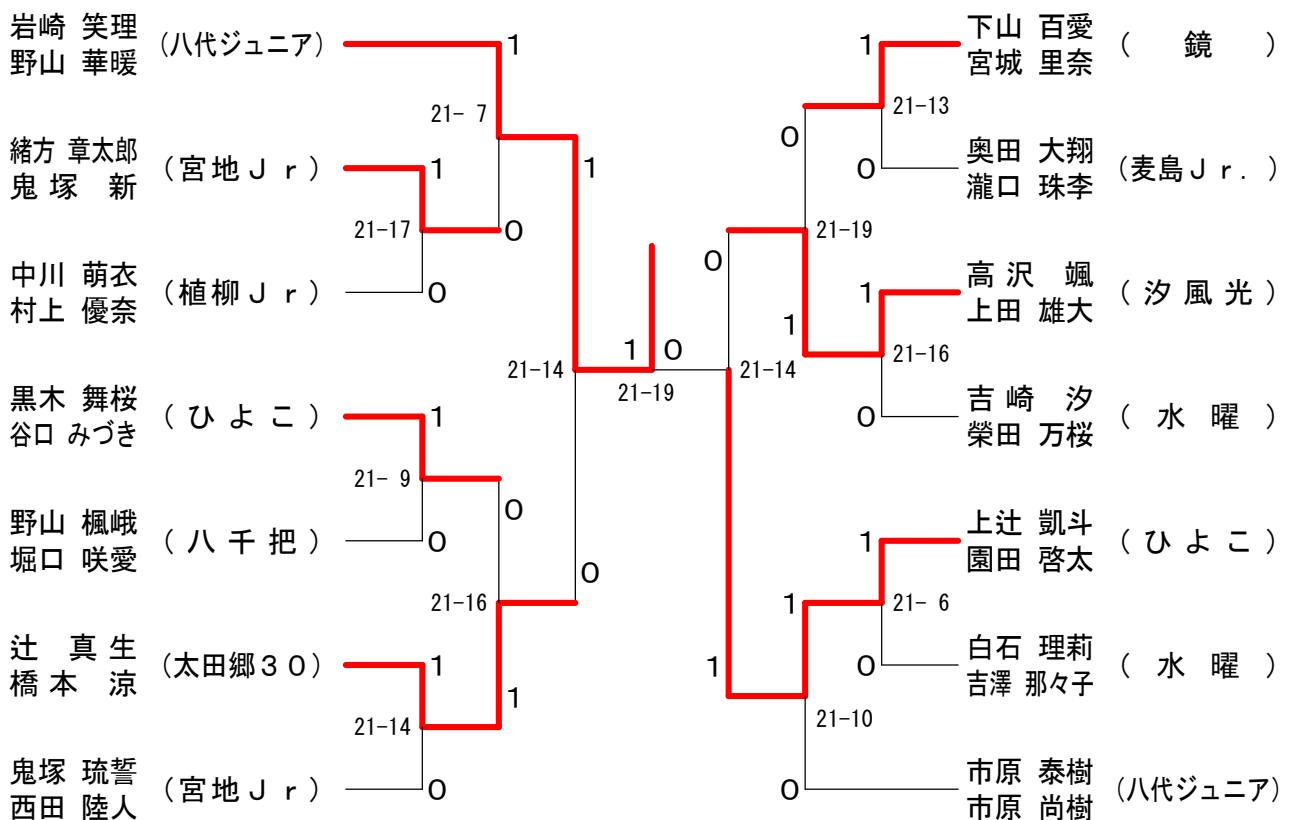 岩崎 笑理
野山 華暖
(八代ジュニア)
1
21- 7
緒方 章太郎
鬼塚 新
(宮地Ｊｒ)
1
0
21-17
中川 萌衣
村上 優奈
(植柳Ｊｒ)
0
1
21-14
黒木 舞桜
谷口 みづき
(ひよこ)
1
21- 9
0
野山 楓峨
堀口 咲愛
(八千把)
0
0
21-16
辻 真生
橋本 涼
(太田郷３０)
1
1
21-14
鬼塚 琉誓
西田 陸人
(宮地Ｊｒ)
0
1 0
21-19
下山 百愛
宮城 里奈
(鏡)
1
21-13
0
奥田 大翔
瀧口 珠李
(麦島Ｊｒ.)
0
21-19
0
高沢 颯
上田 雄大
(汐風光)
1
1
21-16
21-14
吉崎 汐
榮田 万桜
(水曜)
0
上辻 凱斗
園田 啓太
(ひよこ)
1
1
21- 6
白石 理莉
吉澤 那々子
(水曜)
0
1
21-10
市原 泰樹
市原 尚樹
(八代ジュニア)
0